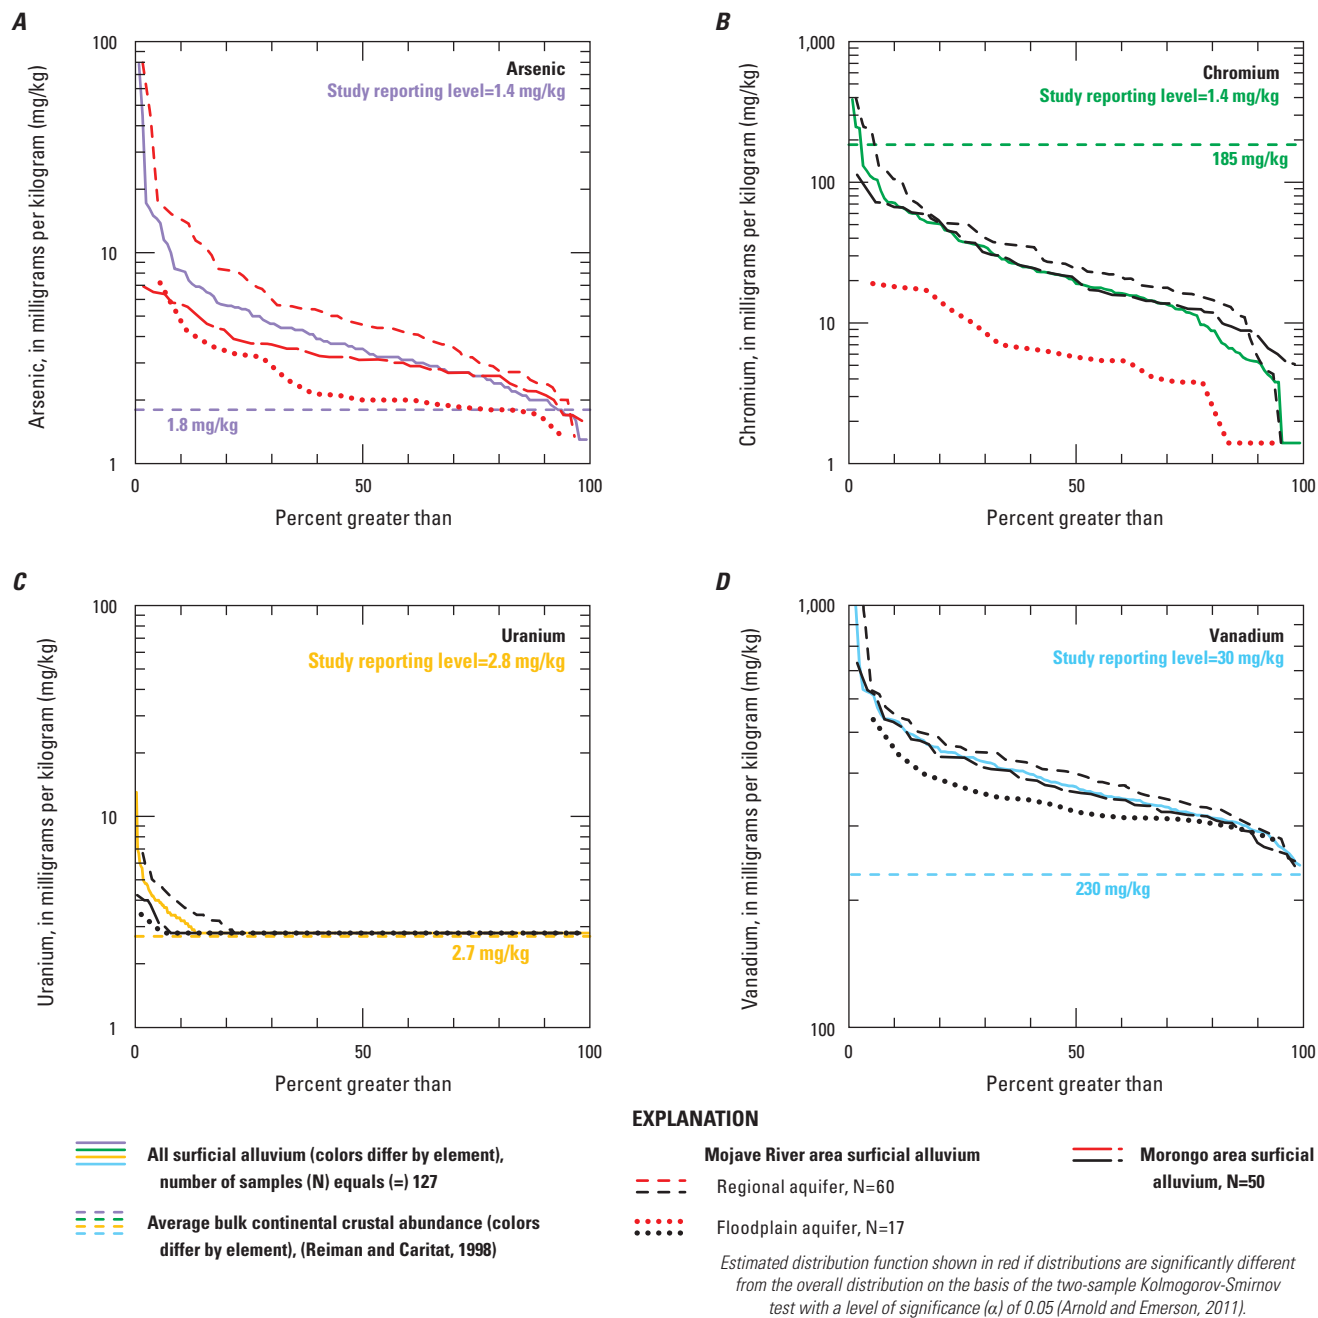 A
Arsenic, in milligrams per kilogram (mg/kg)
100
10
1
Arsenic
Study reporting level=1.4 mg/kg
1.8 mg/kg
0
50
100
Percent greater than
B
Chromium, in milligrams per kilogram (mg/kg)
1,000
100
10
1
Chromium
Study reporting level=1.4 mg/kg
185 mg/kg
0
50
100
Percent greater than
C
Uranium, in milligrams per kilogram (mg/kg)
100
10
1
Uranium
Study reporting level=2.8 mg/kg
2.7 mg/kg
0
50
100
Percent greater than
D
Vanadium, in milligrams per kilogram (mg/kg)
1,000
100
Vanadium
Study reporting level=30 mg/kg
230 mg/kg
0
50
100
Percent greater than
EXPLANATION
All surficial alluvium (colors differ by element),
number of samples (N) equals (=) 127
Average bulk continental crustal abundance (colors
differ by element), (Reiman and Caritat, 1998)
Mojave River area surficial alluvium
Regional aquifer, N=60
Floodplain aquifer, N=17
Morongo area surficial
alluvium, N=50
Estimated distribution function shown in red if distributions are significantly different
from the overall distribution on the basis of the two-sample Kolmogorov-Smirnov
test with a level of significance (α) of 0.05 (Arnold and Emerson, 2011).